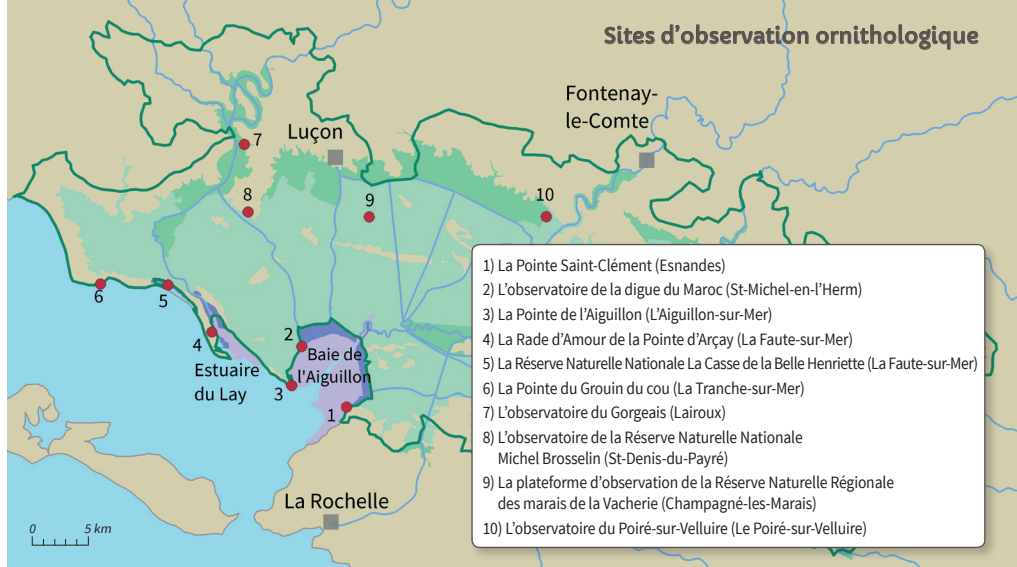 Sites d’observation ornithologique
Fontenay-
le-Comte
Luçon
7
8
9
10
6
5
4
Estuaire
du Lay
2
Baie de
l'Aiguillon
3
1
La Rochelle
0 5 km
1) La Pointe Saint-Clément (Esnandes)
2) L’observatoire de la digue du Maroc (St-Michel-en-l’Herm)
3) La Pointe de l’Aiguillon (L’Aiguillon-sur-Mer)
4) La Rade d’Amour de la Pointe d’Arçay (La Faute-sur-Mer)
5) La Réserve Naturelle Nationale La Casse de la Belle Henriette (La Faute-sur-Mer)
6) La Pointe du Grouin du cou (La Tranche-sur-Mer)
7) L’observatoire du Gorgeais (Lairoux)
8) L’observatoire de la Réserve Naturelle Nationale
Michel Brosselin (St-Denis-du-Payré)
9) La plateforme d’observation de la Réserve Naturelle Régionale
des marais de la Vacherie (Champagné-les-Marais)
10) L’observatoire du Poiré-sur-Velluire (Le Poiré-sur-Velluire)